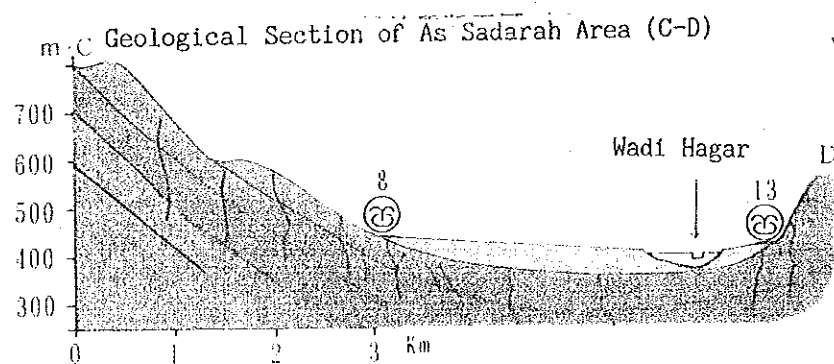 Geological Section of As Sadarah Area (C-D)
m C
700
600
500
400
300
8
Wadi Hagar
13
D
0 1 2 3 Km